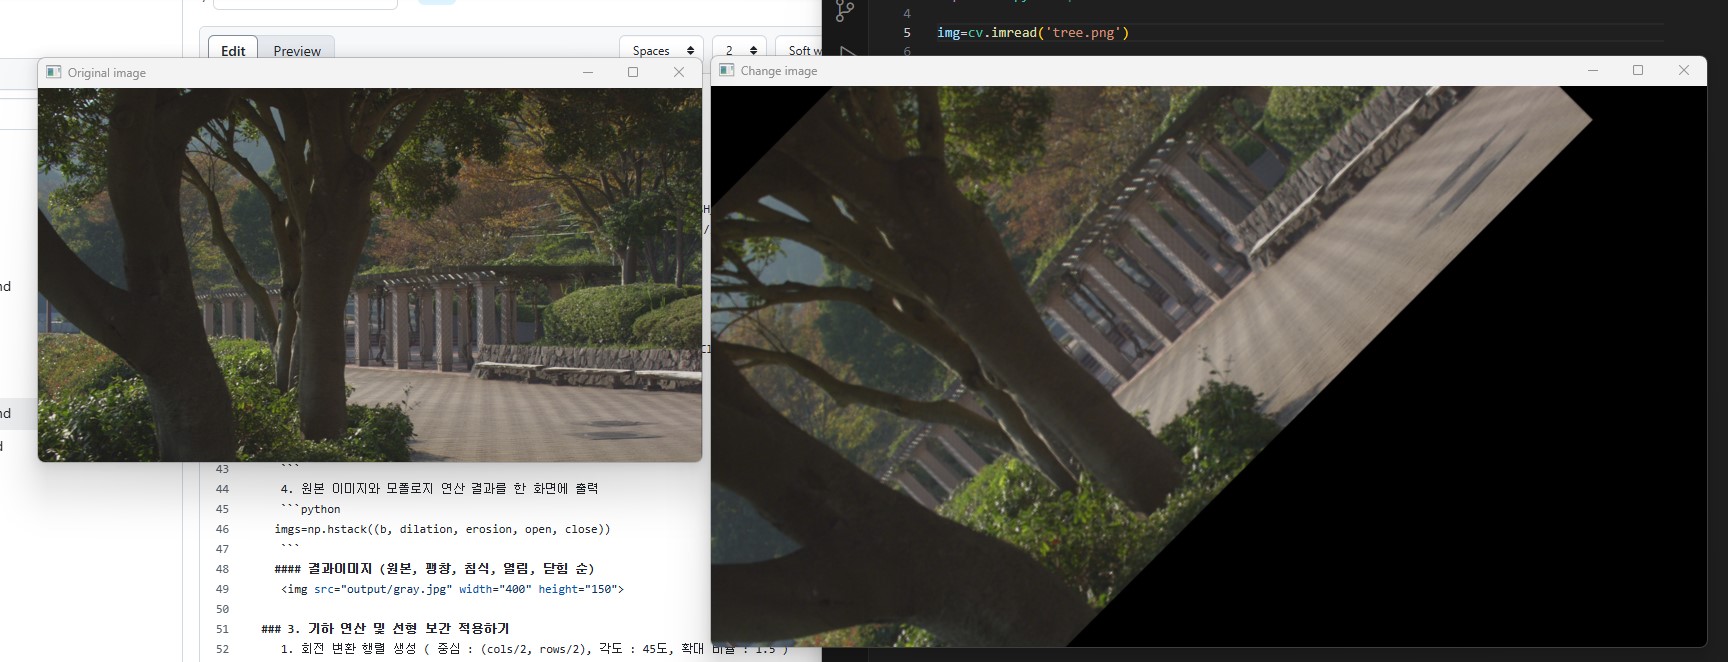 Edit Preview Spaces 2 Soft w
4
5 img=cv.imread('tree.png')
6
Original image
Change image
nd
nd
43 ```
44 4. 원본 이미지와 모폴로지 연산 결과를 한 화면에 출력
45 ```python
46 imgs=np.hstack((b, dilation, erosion, open, close))
47 ```
48 #### 결과이미지 (원본, 팽창, 침식, 열림, 닫힘 순)
49 <img src="output/gray.jpg" width="400" height="150">
50
51 ### 3. 기하 연산 및 선형 보간 적용하기
52 1. 회전 변환 행렬 생성 ( 중심 : (cols/2, rows/2), 각도 : 45도, 확대 비율 : 1.5 )